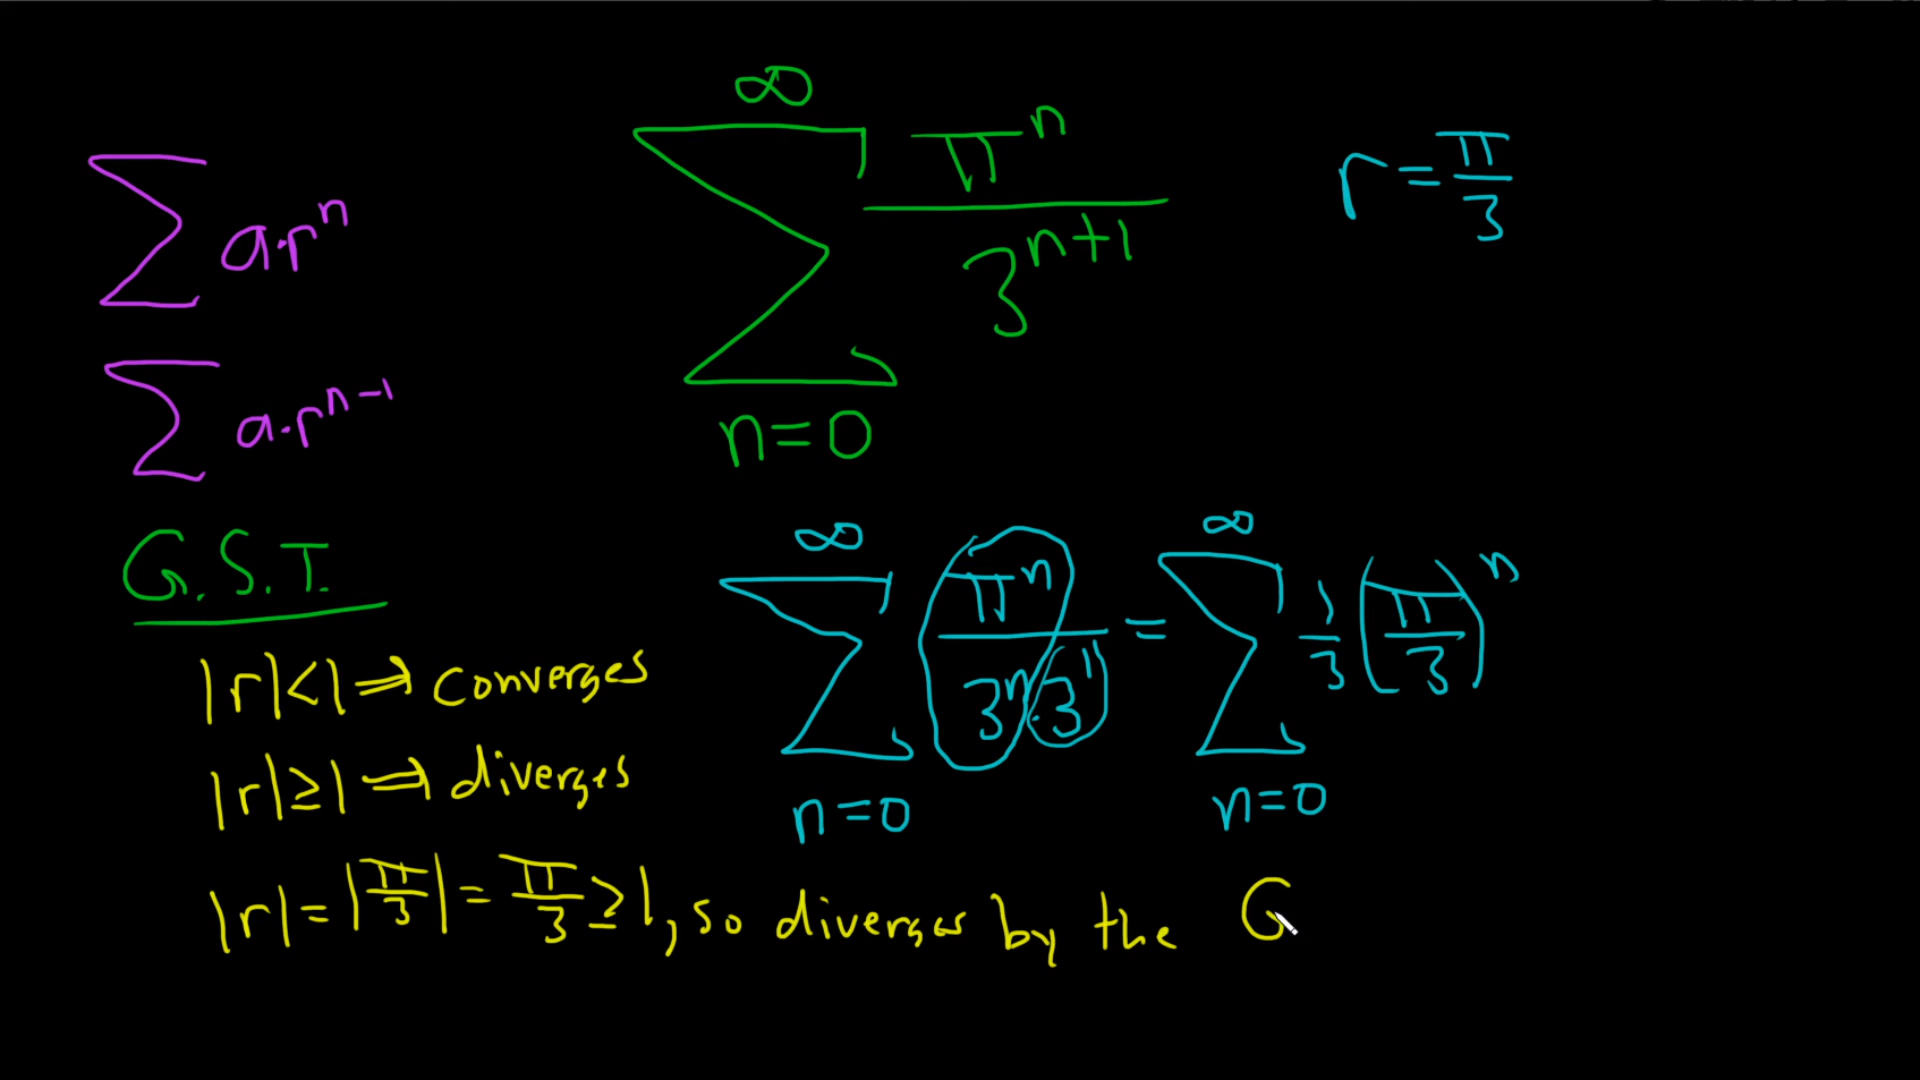 ∑ a·rⁿ
∑ a·rⁿ⁻¹
∞ ∑ n=0 πⁿ/3ⁿ⁺¹
r = π/3
G.S.T.
|r|<1 ⇒ converges
|r|≥1 ⇒ diverges
∞ ∑ n=0 πⁿ/(3ⁿ·3¹) = ∞ ∑ n=0 1/3 (π/3)ⁿ
|r| = |π/3| = π/3 ≥ 1, so diverges by the G